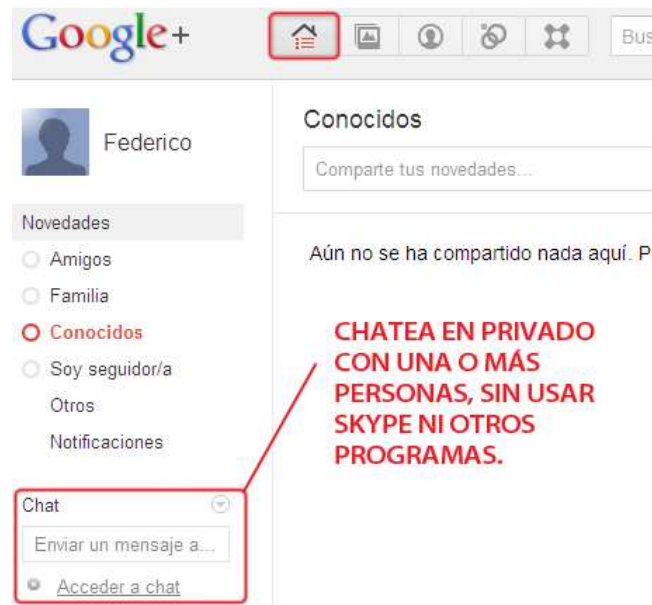 Google+
Bus
Federico
Conocidos
Comparte tus novedades...
Novedades
Amigos
Familia
Conocidos
Soy seguidor/a
Otros
Notificaciones
Aún no se ha compartido nada aquí. P
CHATEA EN PRIVADO
CON UNA O MÁS
PERSONAS, SIN USAR
SKYPE NI OTROS
PROGRAMAS.
Chat
Enviar un mensaje a...
Acceder a chat